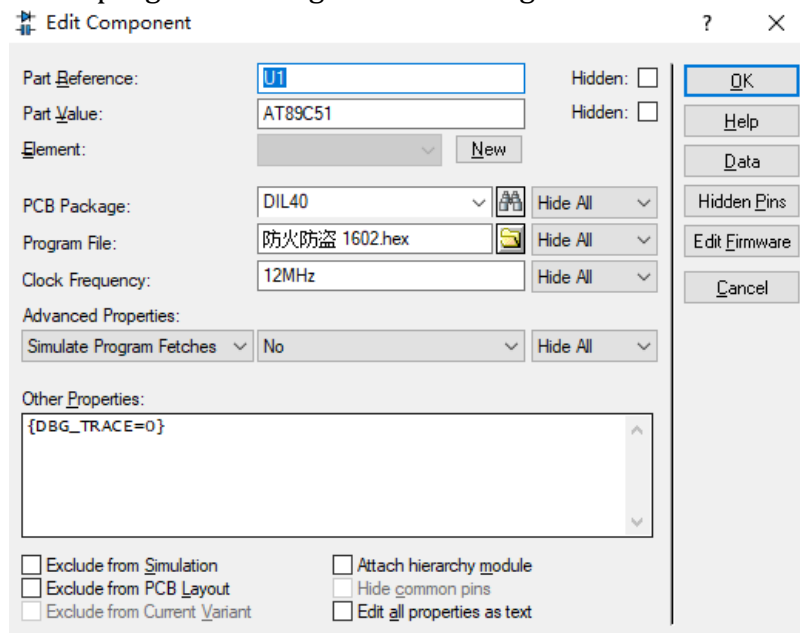 Edit Component ? ×
Part Reference: U1 Hidden:
Part Value: AT89C51 Hidden:
Element: New
PCB Package: DIL40 Hide All
Program File: 防火防盗 1602.hex Hide All
Clock Frequency: 12MHz Hide All
Advanced Properties:
Simulate Program Fetches No Hide All
Other Properties:
{DBG_TRACE=0}
Exclude from Simulation Attach hierarchy module
Exclude from PCB Layout Hide common pins
Exclude from Current Variant Edit all properties as text
OK
Help
Data
Hidden Pins
Edit Firmware
Cancel